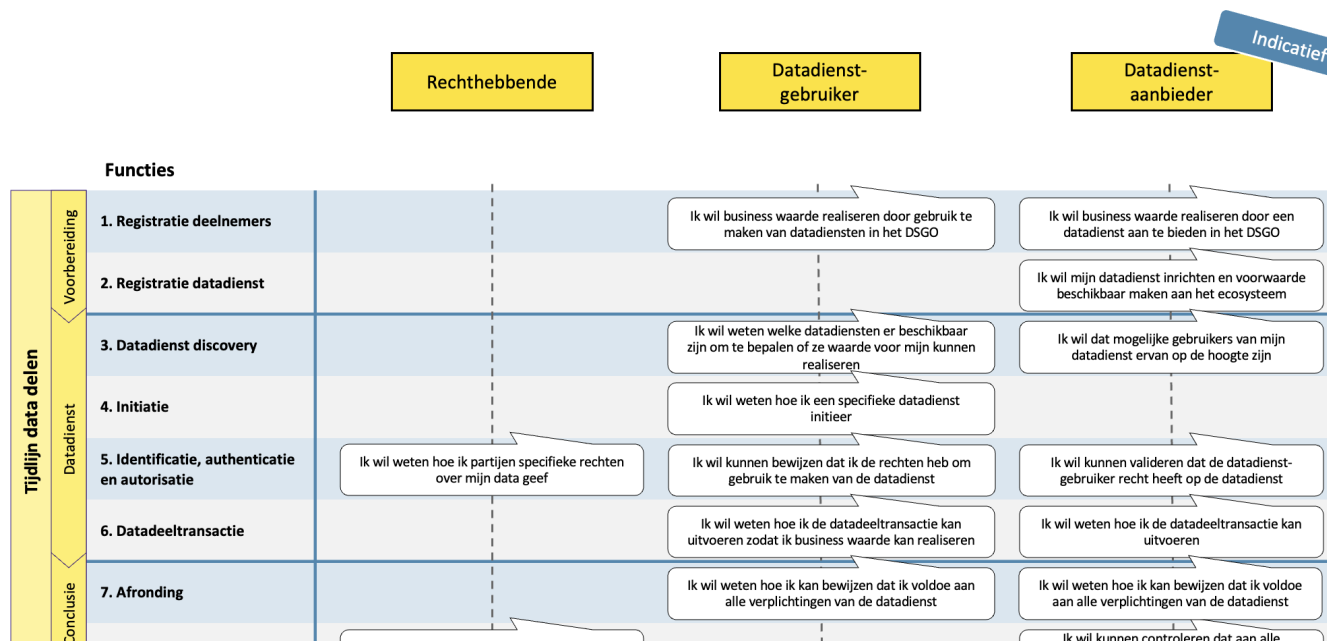 Indicatief
Rechthebbende
Datadienst-
gebruiker
Datadienst-
aanbieder
Functies
Tijdlijn data delen
Voorbereiding
1. Registratie deelnemers
Ik wil business waarde realiseren door gebruik te
maken van datadiensten in het DSGO
Ik wil business waarde realiseren door een
datadienst aan te bieden in het DSGO
2. Registratie datadienst
Ik wil mijn datadienst inrichten en voorwaarde
beschikbaar maken aan het ecosysteem
Datadienst
3. Datadienst discovery
Ik wil weten welke datadiensten er beschikbaar
zijn om te bepalen of ze waarde voor mijn kunnen
realiseren
Ik wil dat mogelijke gebruikers van mijn
datadienst ervan op de hoogte zijn
4. Initiatie
Ik wil weten hoe ik een specifieke datadienst
initieer
5. Identificatie, authenticatie
en autorisatie
Ik wil weten hoe ik partijen specifieke rechten
over mijn data geef
Ik wil kunnen bewijzen dat ik de rechten heb om
gebruik te maken van de datadienst
Ik wil kunnen valideren dat de datadienst-
gebruiker recht heeft op de datadienst
6. Datadeeltransactie
Ik wil weten hoe ik de datadeeltransactie kan
uitvoeren zodat ik business waarde kan realiseren
Ik wil weten hoe ik de datadeeltransactie kan
uitvoeren
Conclusie
7. Afronding
Ik wil weten hoe ik kan bewijzen dat ik voldoe aan
alle verplichtingen van de datadienst
Ik wil weten hoe ik kan bewijzen dat ik voldoe
aan alle verplichtingen van de datadienst
Ik wil kunnen controleren dat aan alle